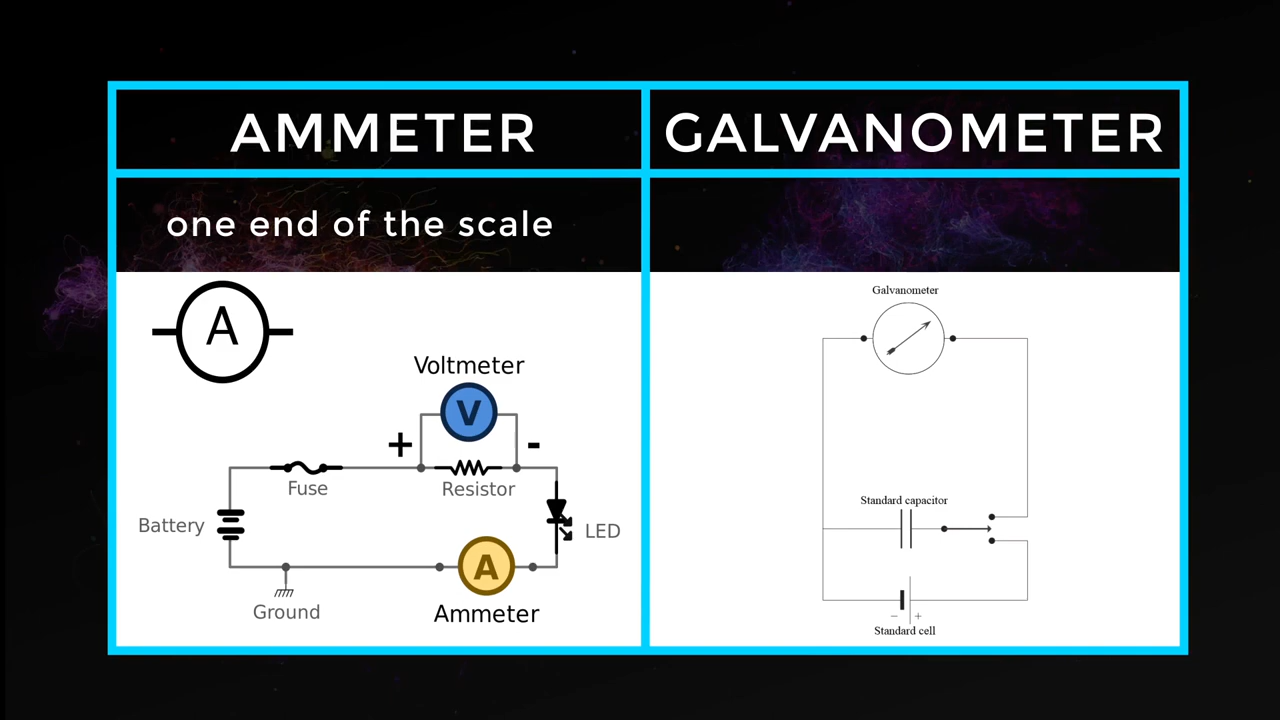 AMMETER
GALVANOMETER
one end of the scale
A
Voltmeter
V
+ -
Fuse
Resistor
Battery
LED
A
Ground
Ammeter
Galvanometer
Standard capacitor
− +
Standard cell